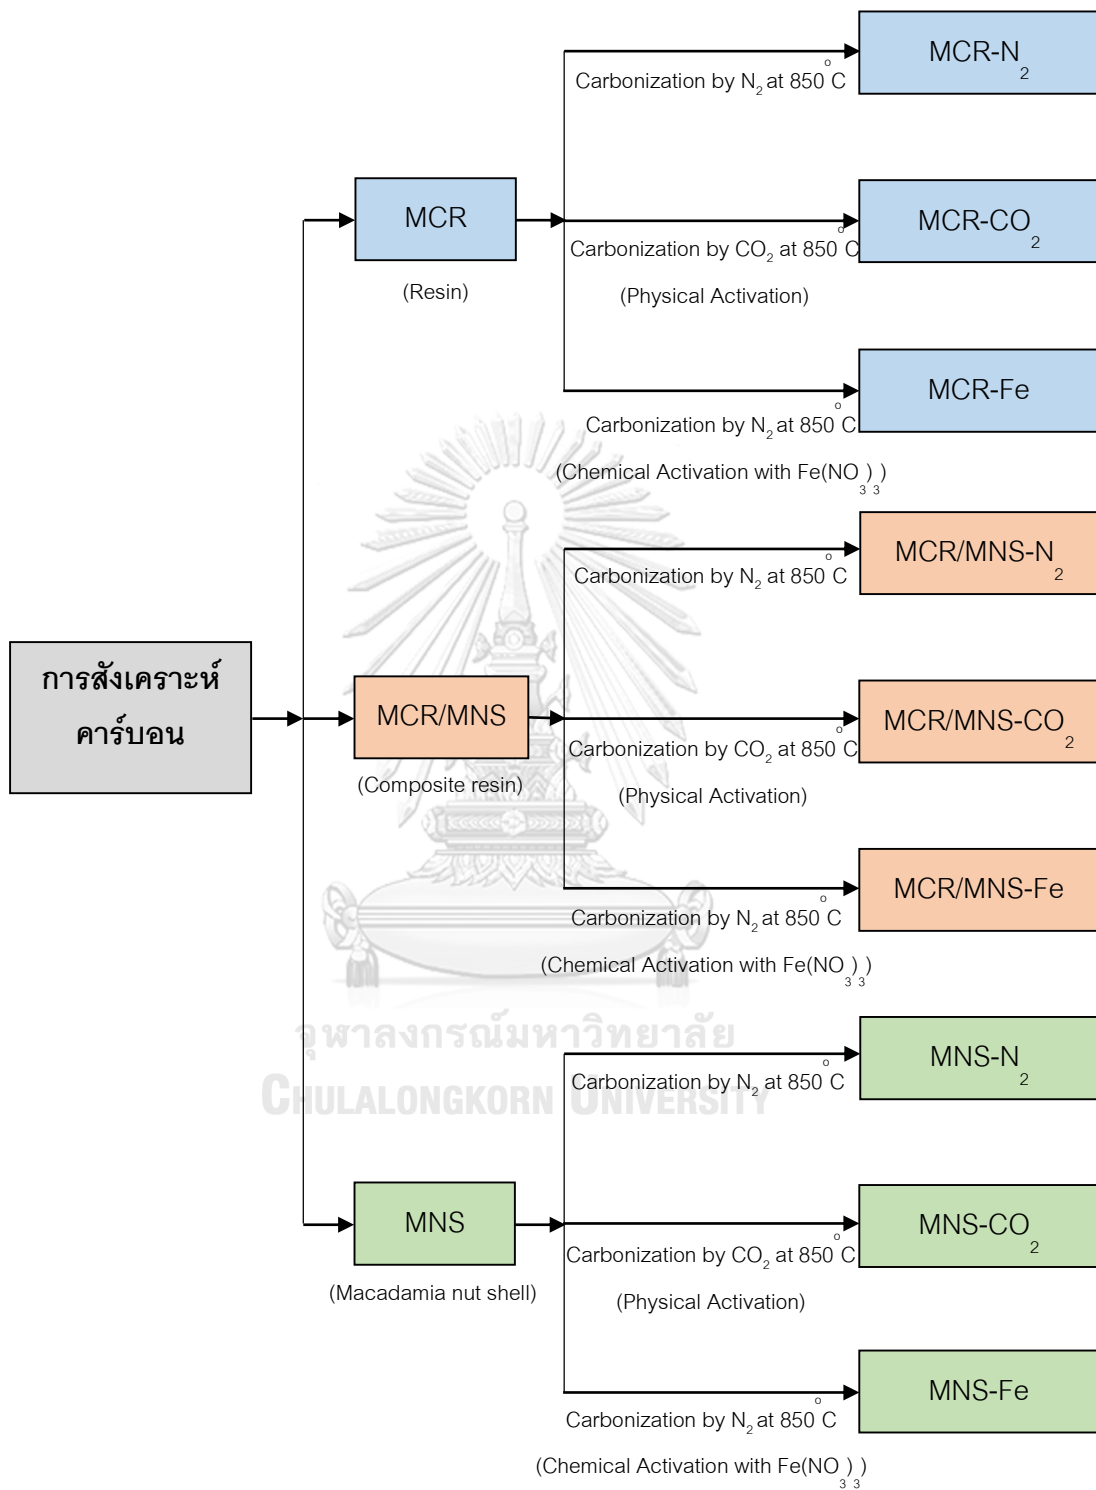 MCR-N₂
Carbonization by N₂ at 850 °C
MCR
(Resin)
MCR-CO₂
Carbonization by CO₂ at 850 °C
(Physical Activation)
MCR-Fe
Carbonization by N₂ at 850 °C
(Chemical Activation with Fe(NO₃)₃)
MCR/MNS-N₂
Carbonization by N₂ at 850 °C
การสังเคราะห์
คาร์บอน
MCR/MNS
(Composite resin)
MCR/MNS-CO₂
Carbonization by CO₂ at 850 °C
(Physical Activation)
MCR/MNS-Fe
Carbonization by N₂ at 850 °C
(Chemical Activation with Fe(NO₃)₃)
จุฬาลงกรณ์มหาวิทยาลัย
CHULALONGKORN UNIVERSITY
MNS-N₂
Carbonization by N₂ at 850 °C
MNS
(Macadamia nut shell)
MNS-CO₂
Carbonization by CO₂ at 850 °C
(Physical Activation)
MNS-Fe
Carbonization by N₂ at 850 °C
(Chemical Activation with Fe(NO₃)₃)